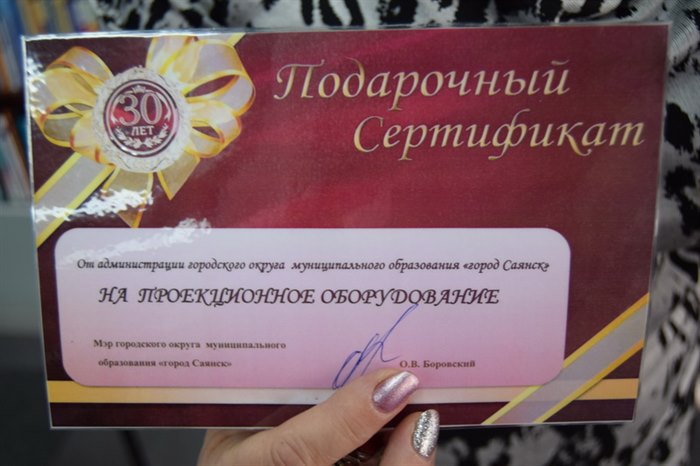 30
ЛЕТ
Подарочный
Сертификат
От администрации городского округа муниципального образования «город Саянск»
НА ПРОЕКЦИОННОЕ ОБОРУДОВАНИЕ
Мэр городского округа муниципального
образования «город Саянск» О.В. Боровский